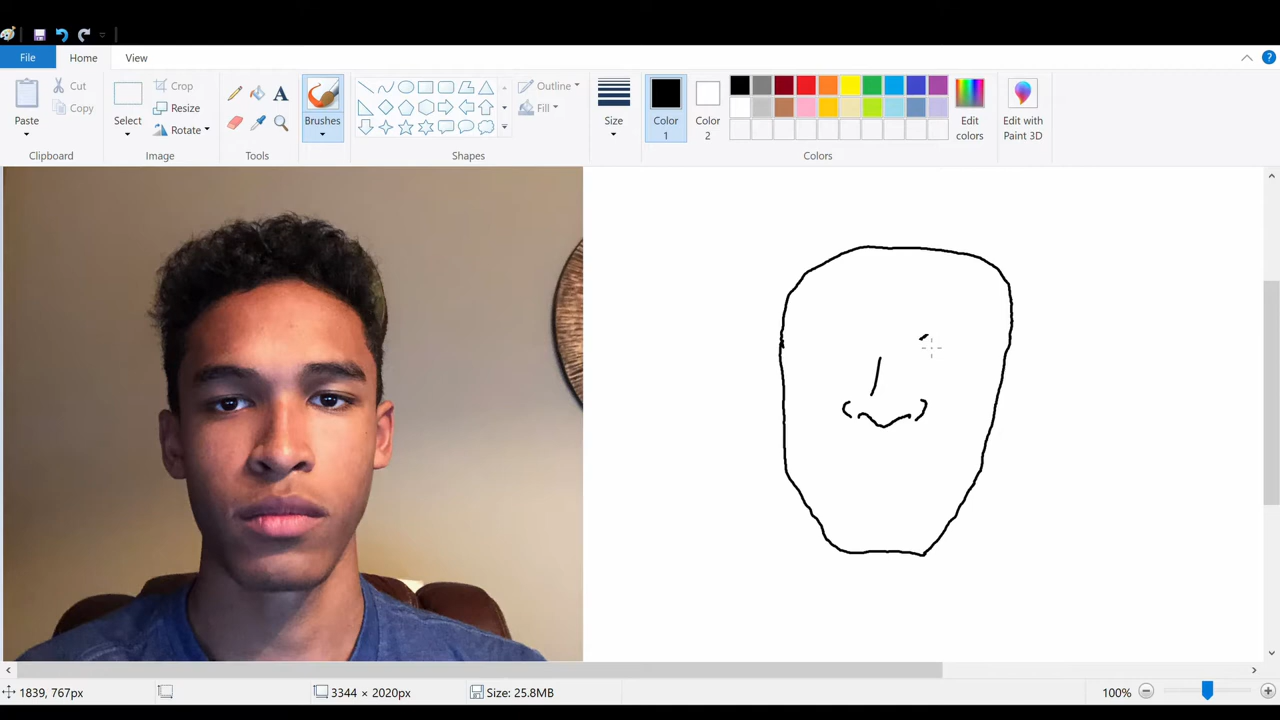 File Home View
Paste
Cut
Copy
Clipboard
Select
Crop
Resize
Rotate
Image
Tools
Brushes
Outline
Fill
Shapes
Size
Color
1
Color
2
Edit
colors
Colors
Edit with
Paint 3D
1839, 767px
3344 × 2020px
Size: 25.8MB
100%